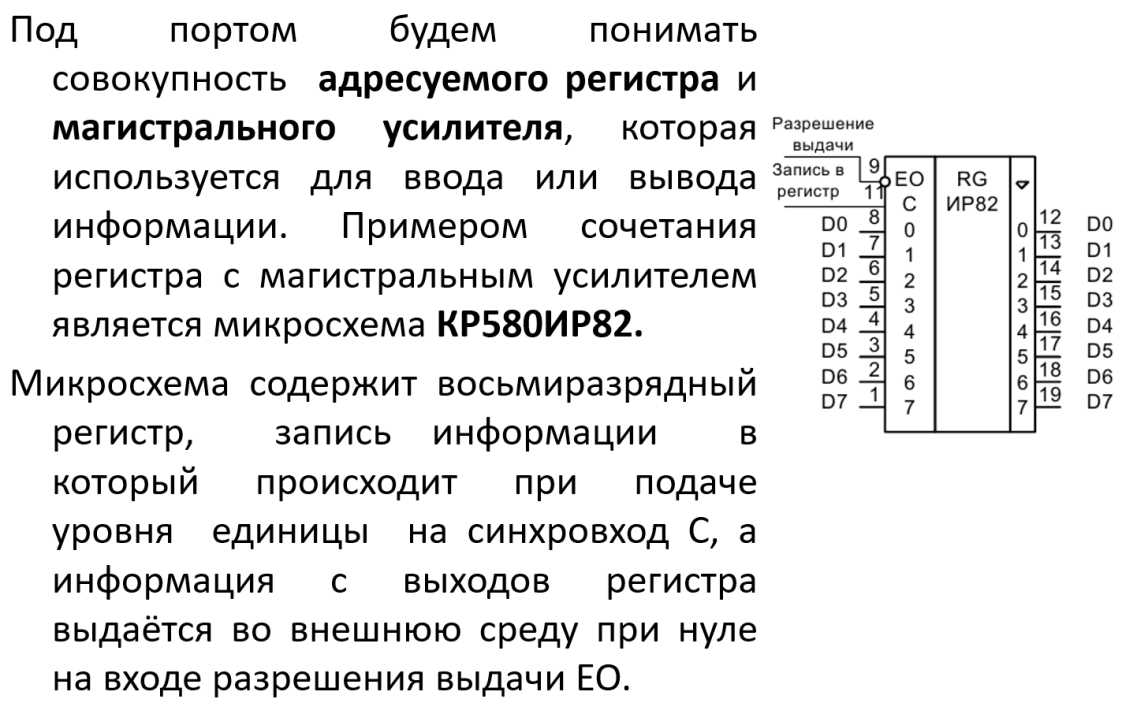 Под портом будем понимать
совокупность адресуемого регистра и
магистрального усилителя, которая
используется для ввода или вывода
информации. Примером сочетания
регистра с магистральным усилителем
является микросхема КР580ИР82.
Микросхема содержит восьмиразрядный
регистр, запись информации в
который происходит при подаче
уровня единицы на синхровход С, а
информация с выходов регистра
выдаётся во внешнюю среду при нуле
на входе разрешения выдачи ЕО.
Разрешение
выдачи
Запись в
регистр
9 EO RG
11 C ИР82
D0 8 0 0 12 D0
D1 7 1 1 13 D1
D2 6 2 2 14 D2
D3 5 3 3 15 D3
D4 4 4 4 16 D4
D5 3 5 5 17 D5
D6 2 6 6 18 D6
D7 1 7 7 19 D7